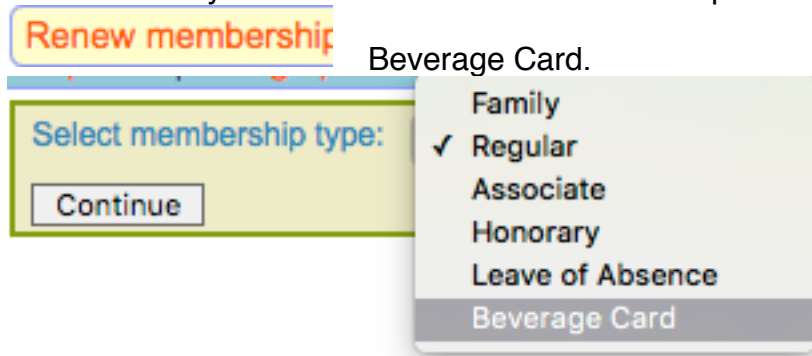 Renew membership
Beverage Card.
Select membership type:
Continue
Family
✓ Regular
Associate
Honorary
Leave of Absence
Beverage Card